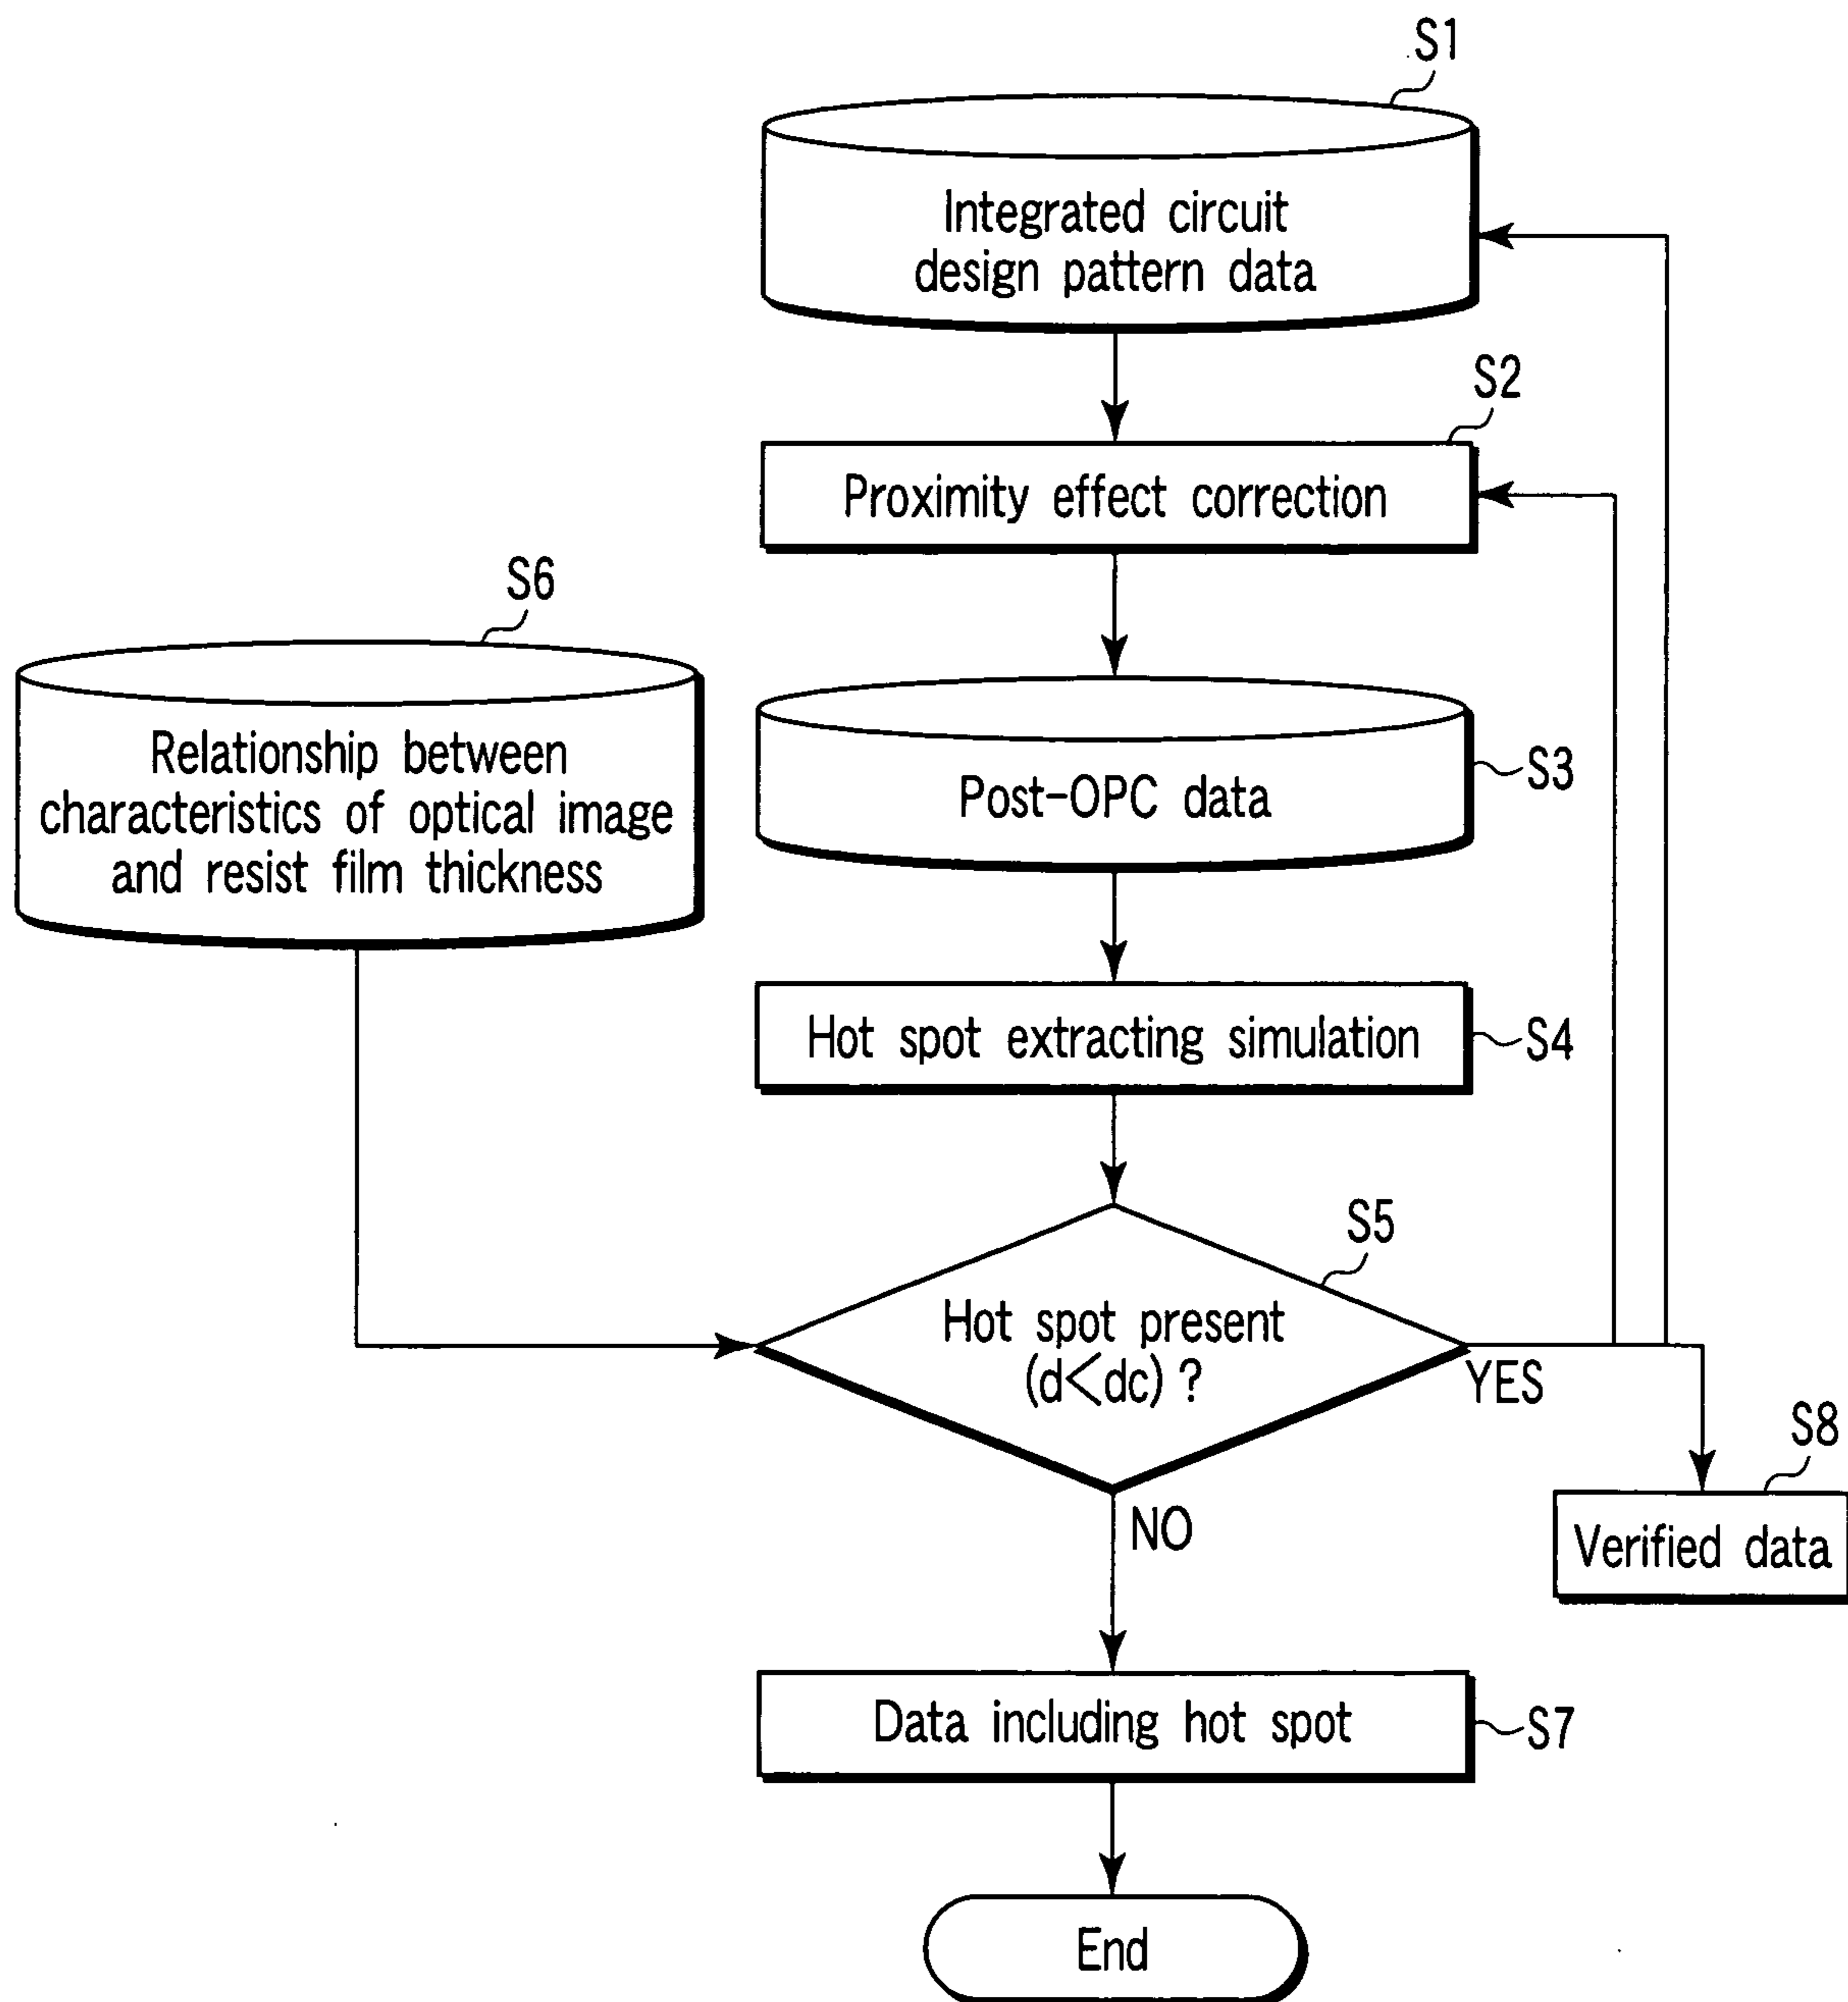 S1
Integrated circuit
design pattern data
S2
Proximity effect correction
S6
Relationship between
characteristics of optical image
and resist film thickness
Post-OPC data
S3
Hot spot extracting simulation
S4
S5
Hot spot present
(d<dc) ?
YES
NO
S8
Verified data
Data including hot spot
S7
End